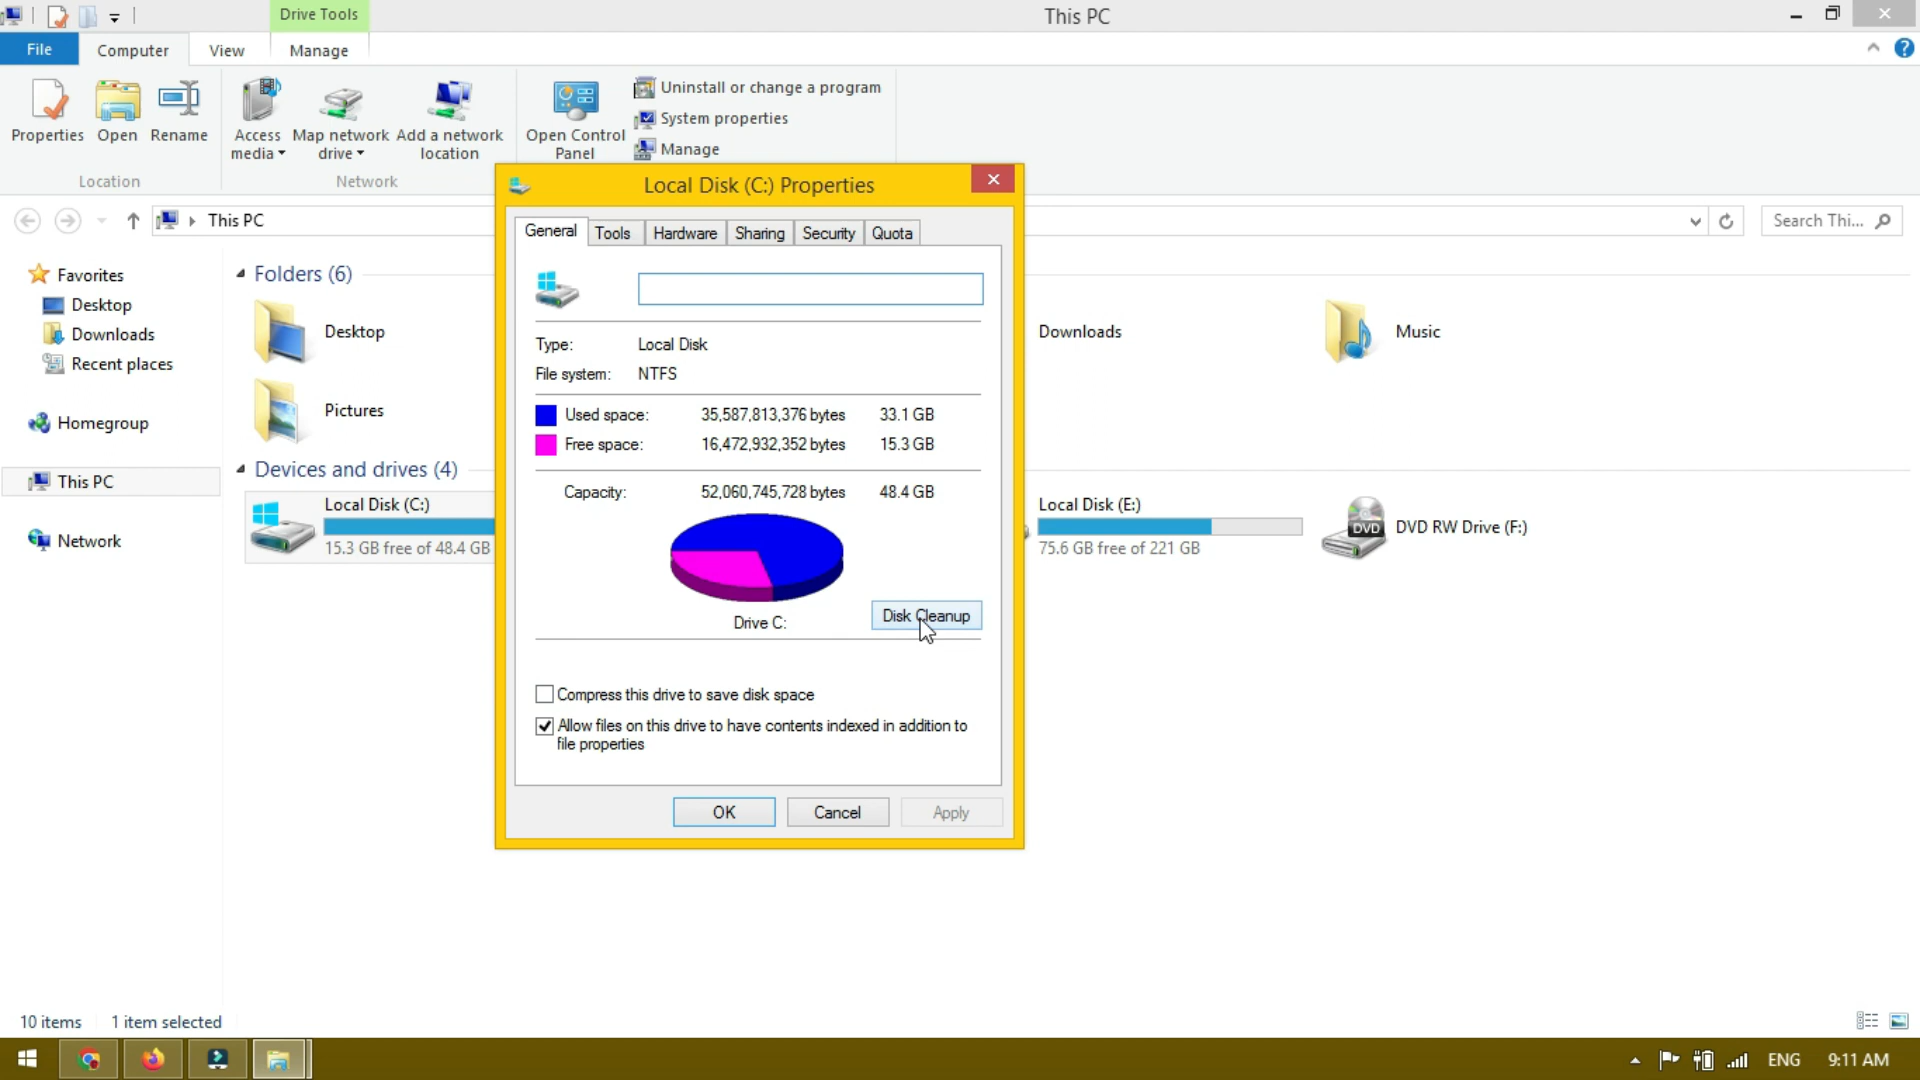 Drive Tools
This PC
File
Computer
View
Manage
Properties
Open
Rename
Access media
Map network drive
Add a network location
Open Control Panel
Uninstall or change a program
System properties
Manage
Location
Network
This PC
Search Thi...
Favorites
Desktop
Downloads
Recent places
Homegroup
This PC
Network
Folders (6)
Desktop
Downloads
Music
Pictures
Devices and drives (4)
Local Disk (C:)
15.3 GB free of 48.4 GB
Local Disk (E:)
75.6 GB free of 221 GB
DVD
DVD RW Drive (F:)
Local Disk (C:) Properties
General
Tools
Hardware
Sharing
Security
Quota
Type: Local Disk
File system: NTFS
Used space: 35,587,813,376 bytes 33.1 GB
Free space: 16,472,932,352 bytes 15.3 GB
Capacity: 52,060,745,728 bytes 48.4 GB
Drive C:
Disk Cleanup
Compress this drive to save disk space
Allow files on this drive to have contents indexed in addition to
file properties
OK
Cancel
Apply
10 items
1 item selected
ENG
9:11 AM